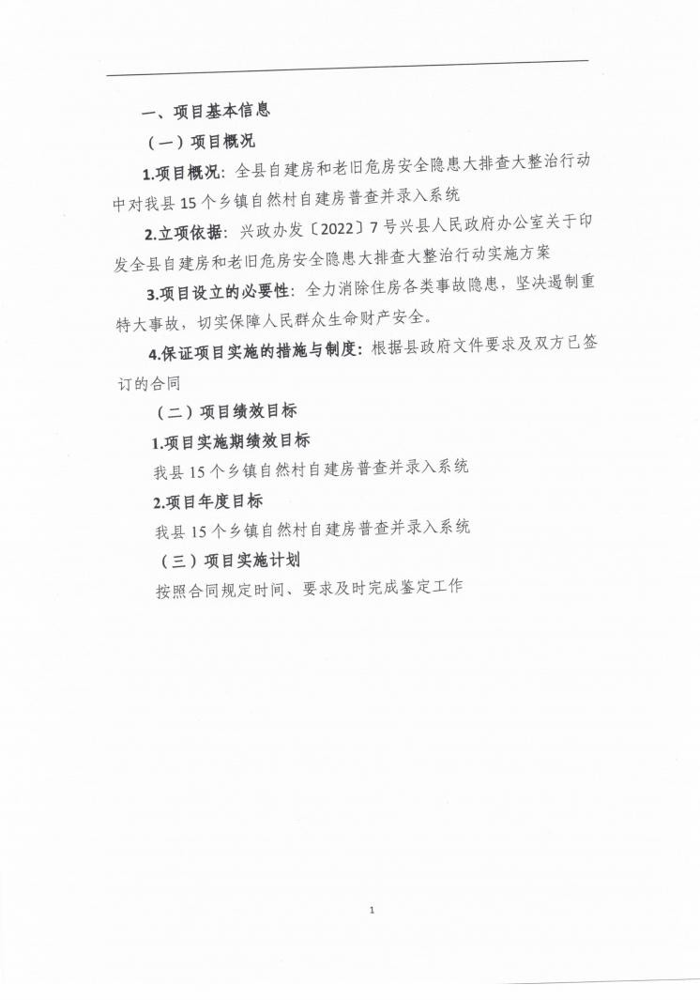 一、项目基本信息
（一）项目概况
1.项目概况：全县自建房和老旧危房安全隐患大排查大整治行动
中对我县 15 个乡镇自然村自建房普查并录入系统
2.立项依据：兴政办发〔2022〕7 号兴县人民政府办公室关于印
发全县自建房和老旧危房安全隐患大排查大整治行动实施方案
3.项目设立的必要性：全力消除住房各类事故隐患，坚决遏制重
特大事故，切实保障人民群众生命财产安全。
4.保证项目实施的措施与制度：根据县政府文件要求及双方已签
订的合同
（二）项目绩效目标
1.项目实施期绩效目标
我县 15 个乡镇自然村自建房普查并录入系统
2.项目年度目标
我县 15 个乡镇自然村自建房普查并录入系统
（三）项目实施计划
按照合同规定时间、要求及时完成鉴定工作
1